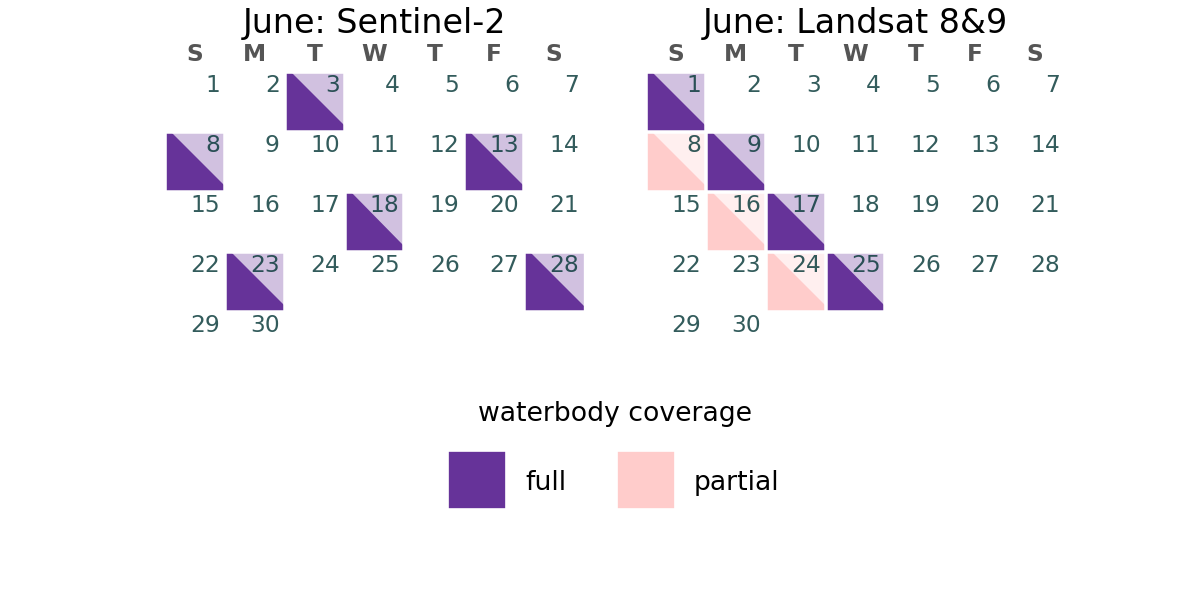 June: Sentinel-2
S M T W T F S
1 2 3 4 5 6 7
8 9 10 11 12 13 14
15 16 17 18 19 20 21
22 23 24 25 26 27 28
29 30
June: Landsat 8&9
S M T W T F S
1 2 3 4 5 6 7
8 9 10 11 12 13 14
15 16 17 18 19 20 21
22 23 24 25 26 27 28
29 30
waterbody coverage
full
partial